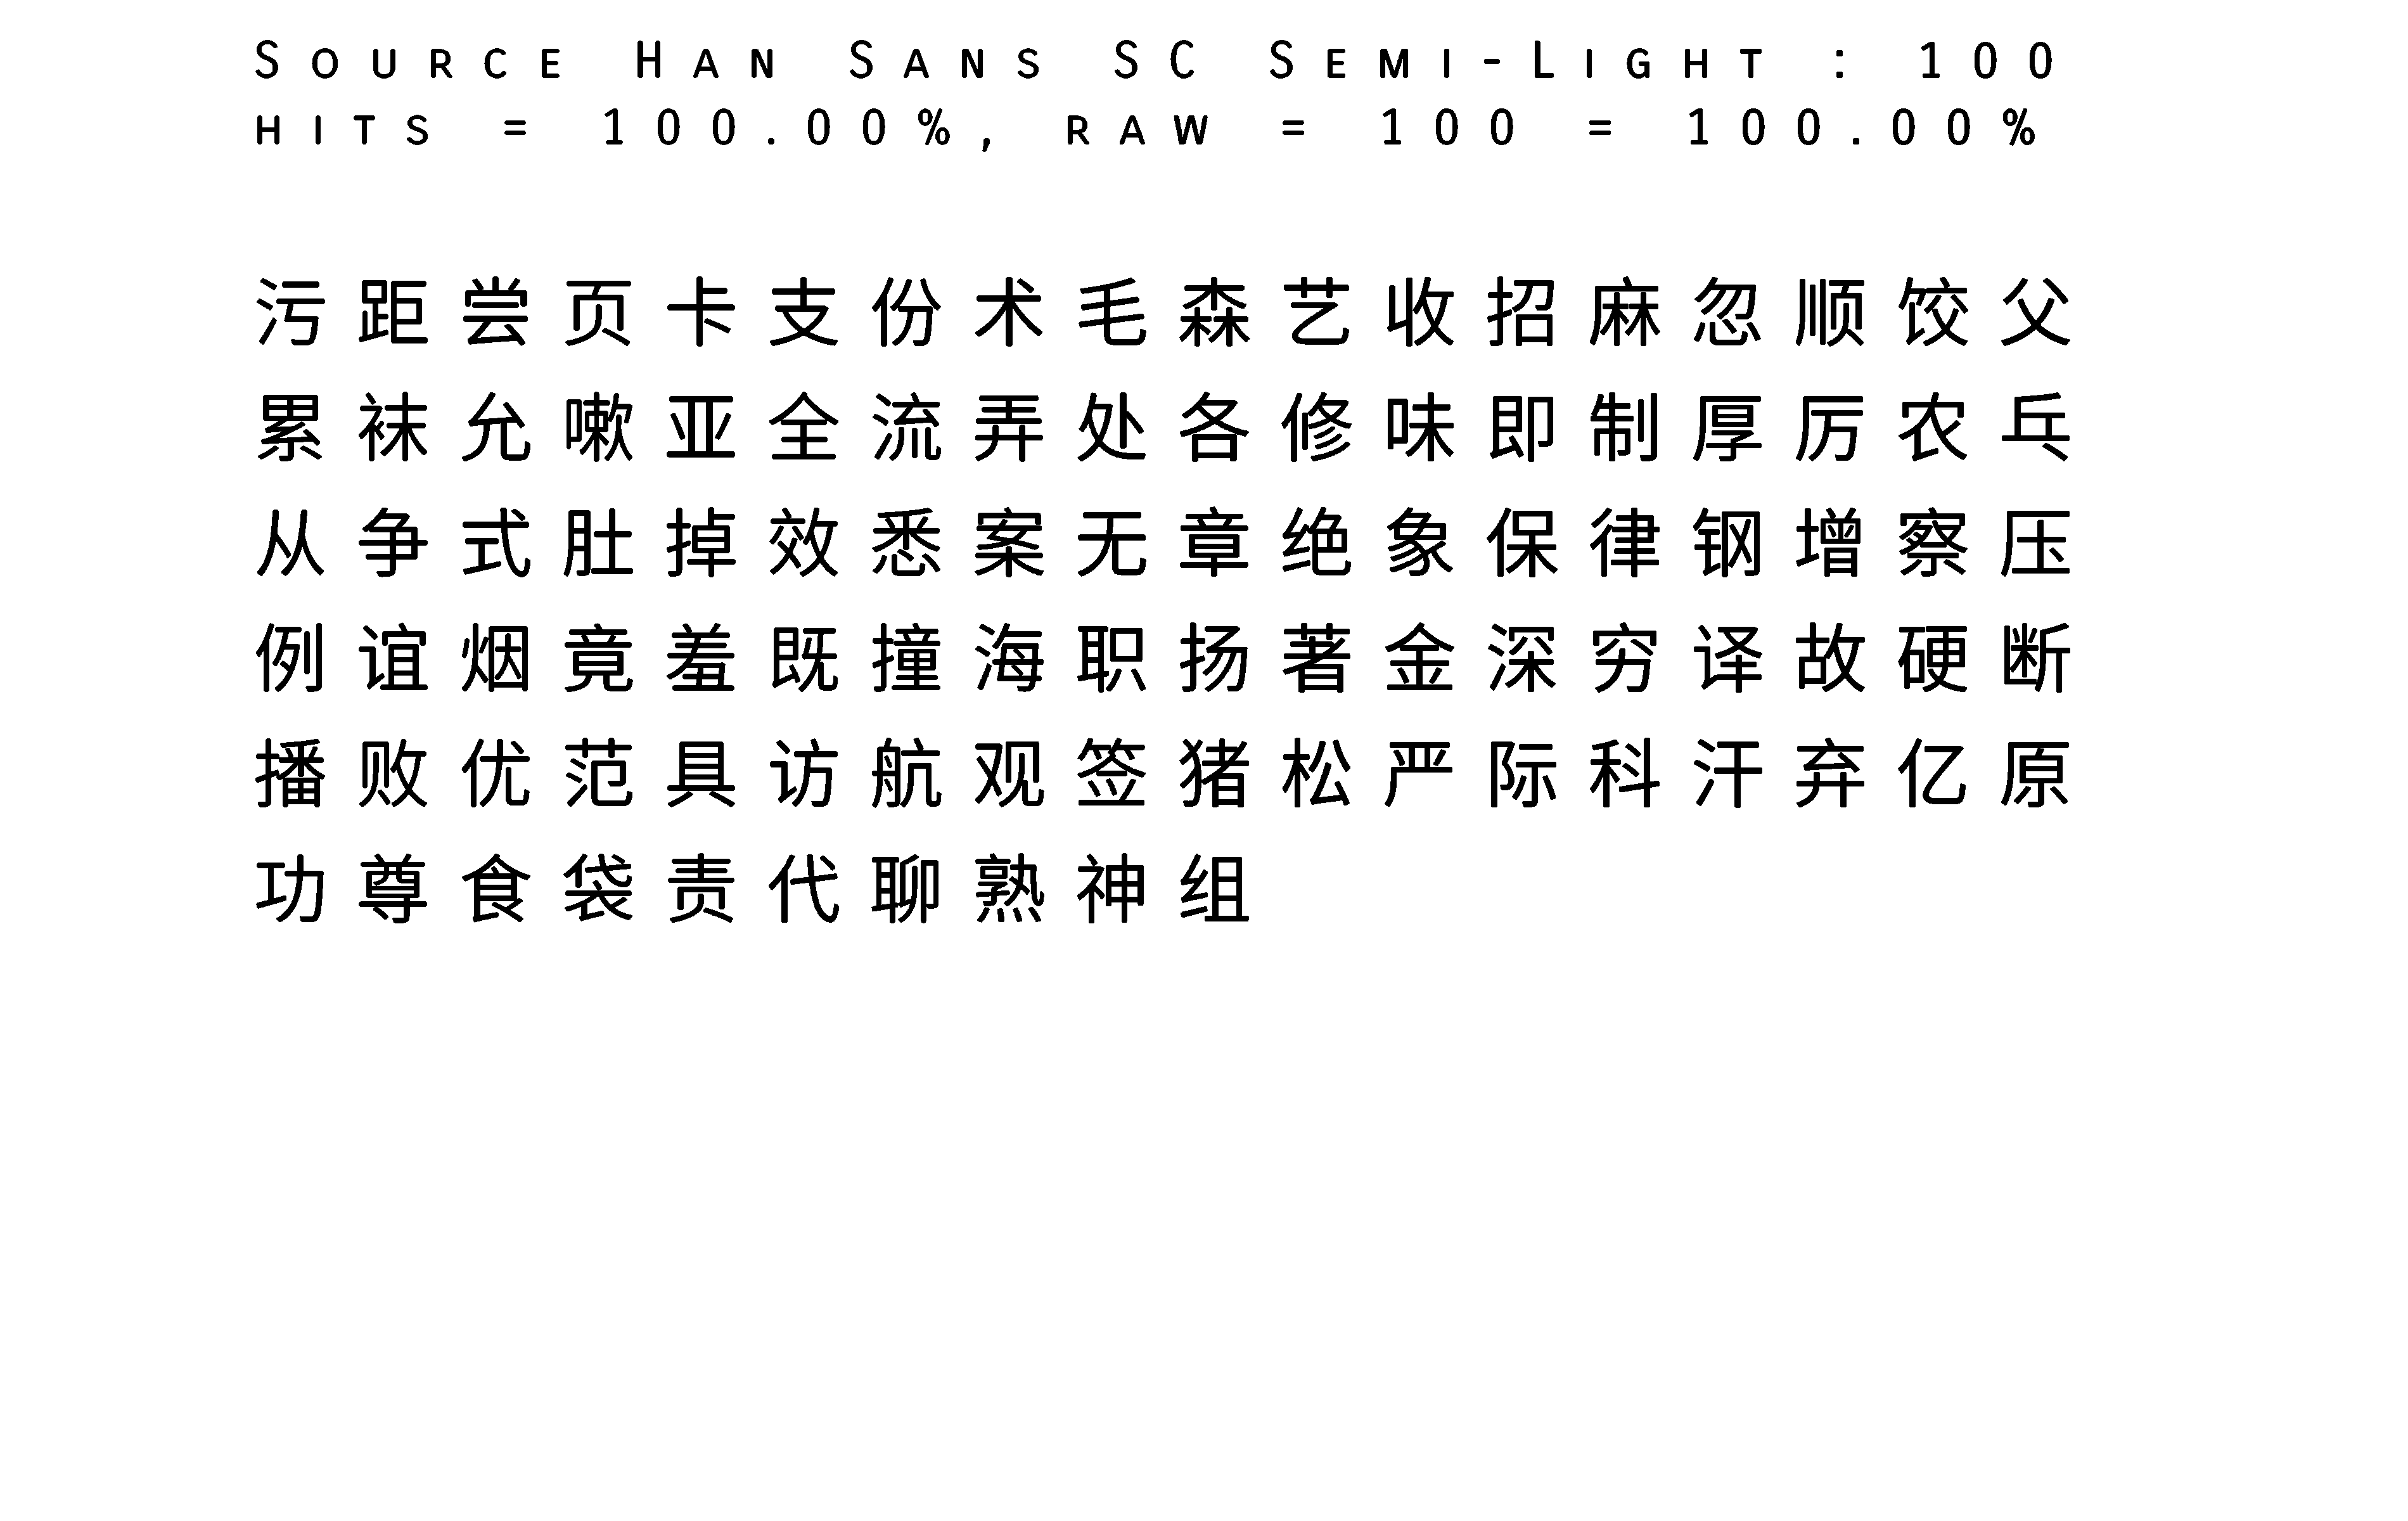 Source Han Sans SC Semi-Light : 100
hits = 100.00%, raw = 100 = 100.00%
污距尝页卡支份术毛森艺收招麻忽顺饺父
累袜允嗽亚全流弄处各修味即制厚厉农乓
从争式肚掉效悉案无章绝象保律钢增察压
例谊烟竟羞既撞海职扬著金深穷译故硬断
播败优范具访航观签猪松严际科汗弃亿原
功尊食袋责代聊熟神组